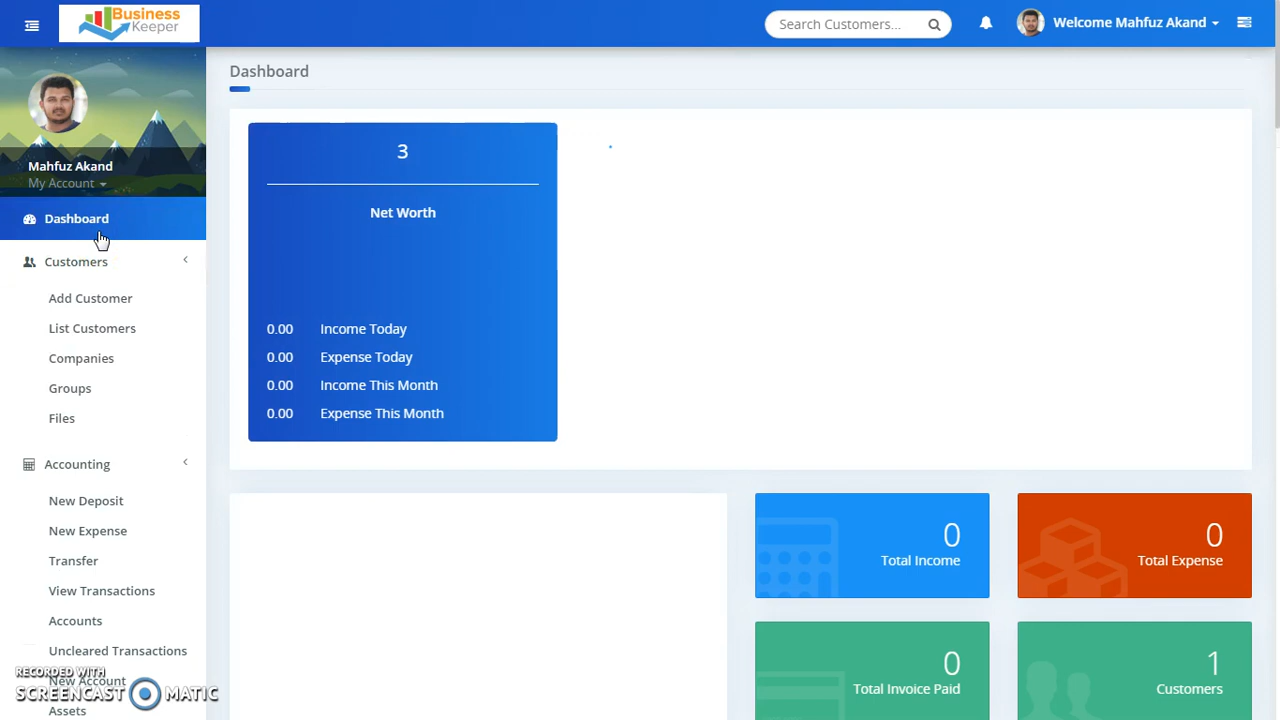 Business
Keeper
Search Customers...
Welcome Mahfuz Akand
Mahfuz Akand
My Account
Dashboard
Customers
Add Customer
List Customers
Companies
Groups
Files
Accounting
New Deposit
New Expense
Transfer
View Transactions
Accounts
Uncleared Transactions
New Account
Assets
RECORDED WITH
SCREENCAST MATIC
Dashboard
3
Net Worth
0.00 Income Today
0.00 Expense Today
0.00 Income This Month
0.00 Expense This Month
0
Total Income
0
Total Expense
0
Total Invoice Paid
1
Customers